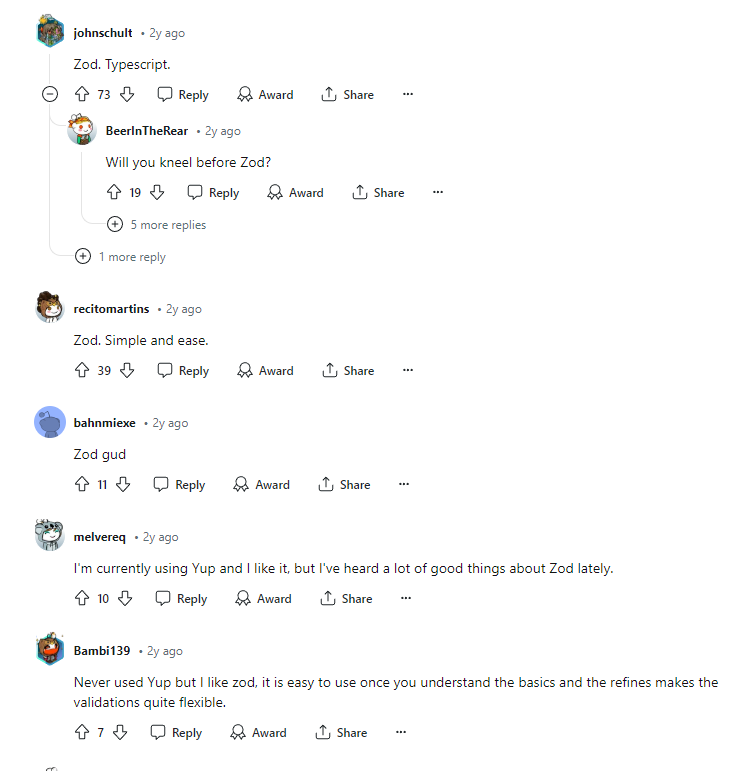 johnschult • 2y ago
Zod. Typescript.
73 Reply Award Share ...
BeerInTheRear • 2y ago
Will you kneel before Zod?
19 Reply Award Share ...
5 more replies
1 more reply
recitomartins • 2y ago
Zod. Simple and ease.
39 Reply Award Share ...
bahnmiexe • 2y ago
Zod gud
11 Reply Award Share ...
melvereq • 2y ago
I'm currently using Yup and I like it, but I've heard a lot of good things about Zod lately.
10 Reply Award Share ...
Bambi139 • 2y ago
Never used Yup but I like zod, it is easy to use once you understand the basics and the refines makes the
validations quite flexible.
7 Reply Award Share ...